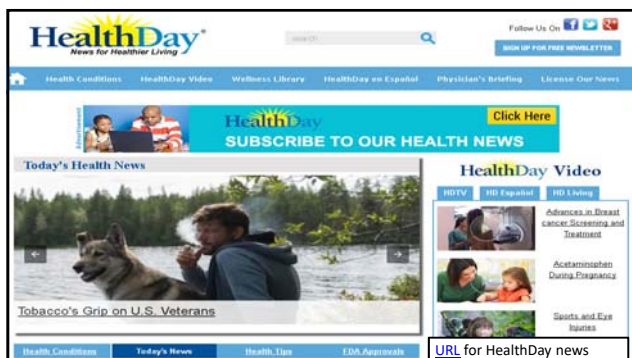 HealthDay®
News for Healthier Living
search
Follow Us On
SIGN UP FOR FREE NEWSLETTER
Health Conditions HealthDay Video Wellness Library HealthDay en Español Physician's Briefing License Our News
Advertisement
HealthDay
SUBSCRIBE TO OUR HEALTH NEWS
Click Here
Today's Health News
Tobacco's Grip on U.S. Veterans
HealthDay Video
HDTV HD Español HD Living
Advances in Breast
cancer Screening and
Treatment
Acetaminophen
During Pregnancy
Sports and Eye
Injuries
Health Conditions Today's News Health Tips FDA Approvals
URL for HealthDay news